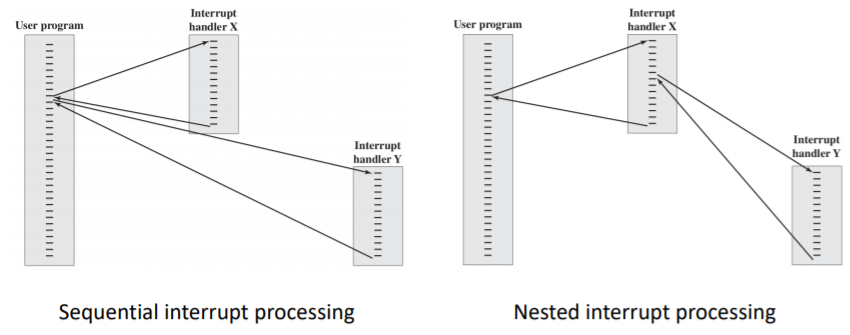 User program
Interrupt
handler X
Interrupt
handler Y
Sequential interrupt processing
User program
Interrupt
handler X
Interrupt
handler Y
Nested interrupt processing